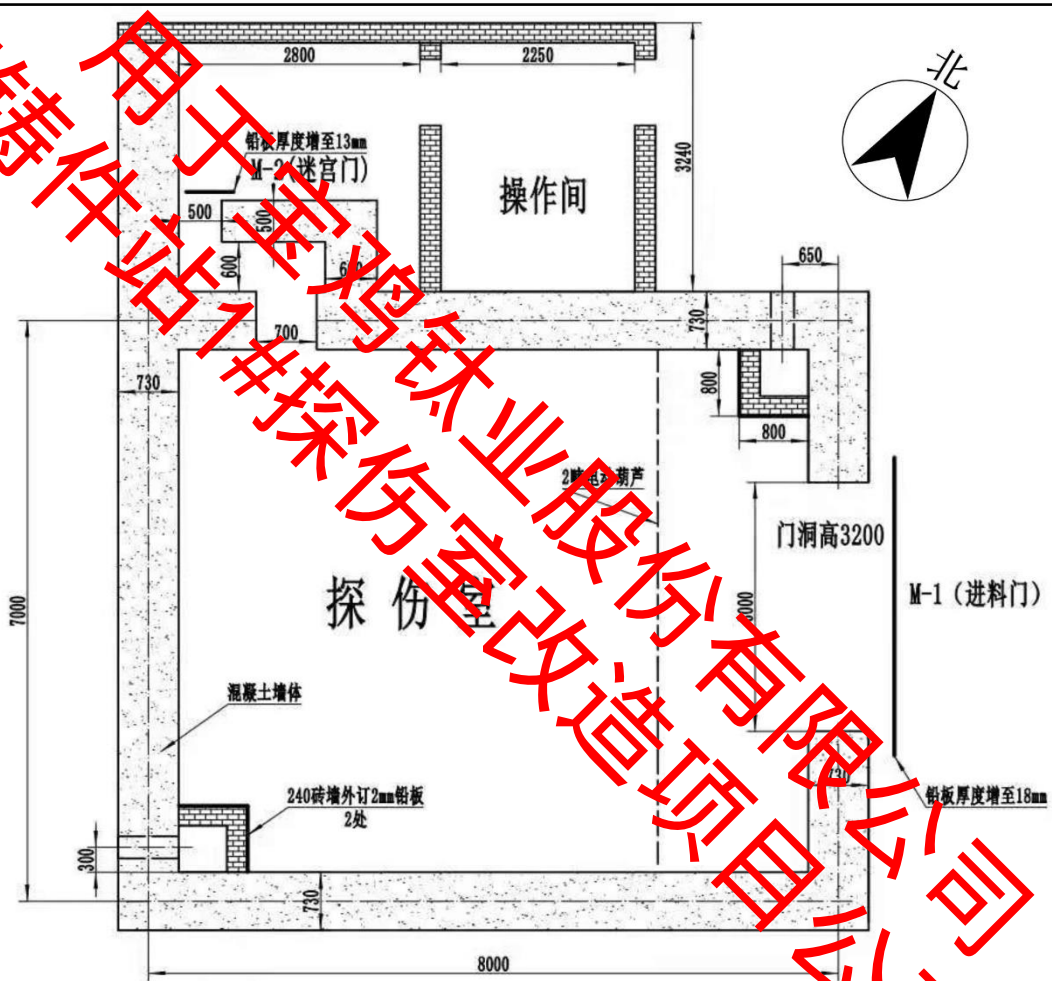 2800
2250
北
铅板厚度增至13mm
M-2(迷宫门)
3240
操作间
500
500
600
650
700
730
730
800
800
2吨电动葫芦
门洞高3200
M-1（进料门）
探伤室
7000
混凝土墙体
240砖墙外订2mm铅板
2处
730
铅板厚度增至18mm
300
730
8000
用于宝鸡钛业股份有限公司
铸件站1#探伤室改造项目公